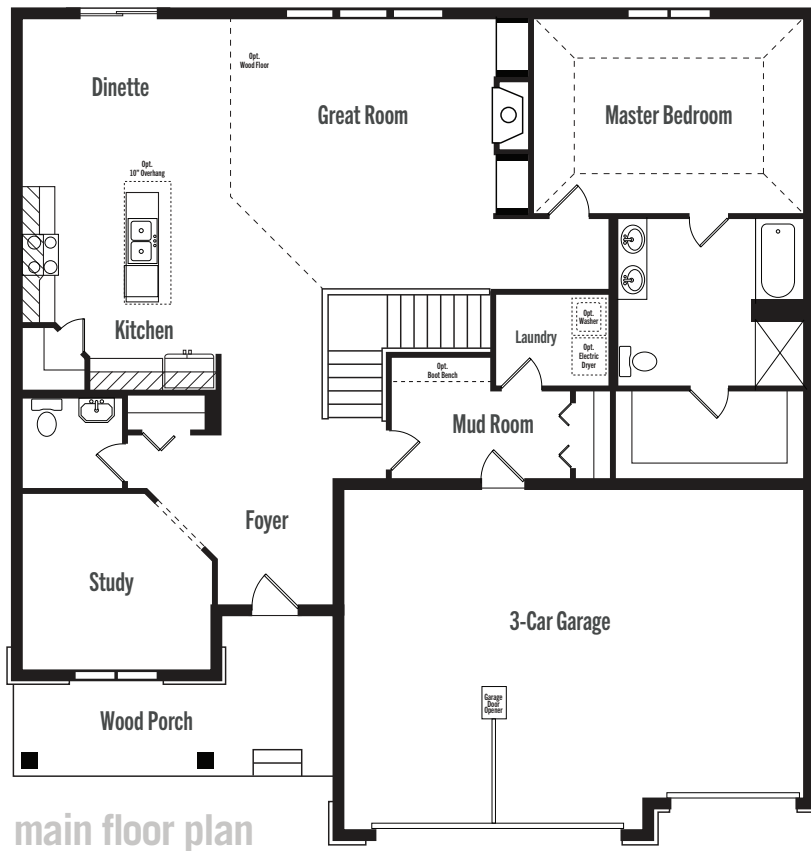 Dinette
Opt.
Wood Floor
Great Room
Master Bedroom
Opt.
10" Overhang
Kitchen
Laundry
Opt.
Washer
Opt.
Electric
Dryer
Opt.
Boot Bench
Mud Room
Foyer
Study
3-Car Garage
Garage
Door
Opener
Wood Porch
main floor plan